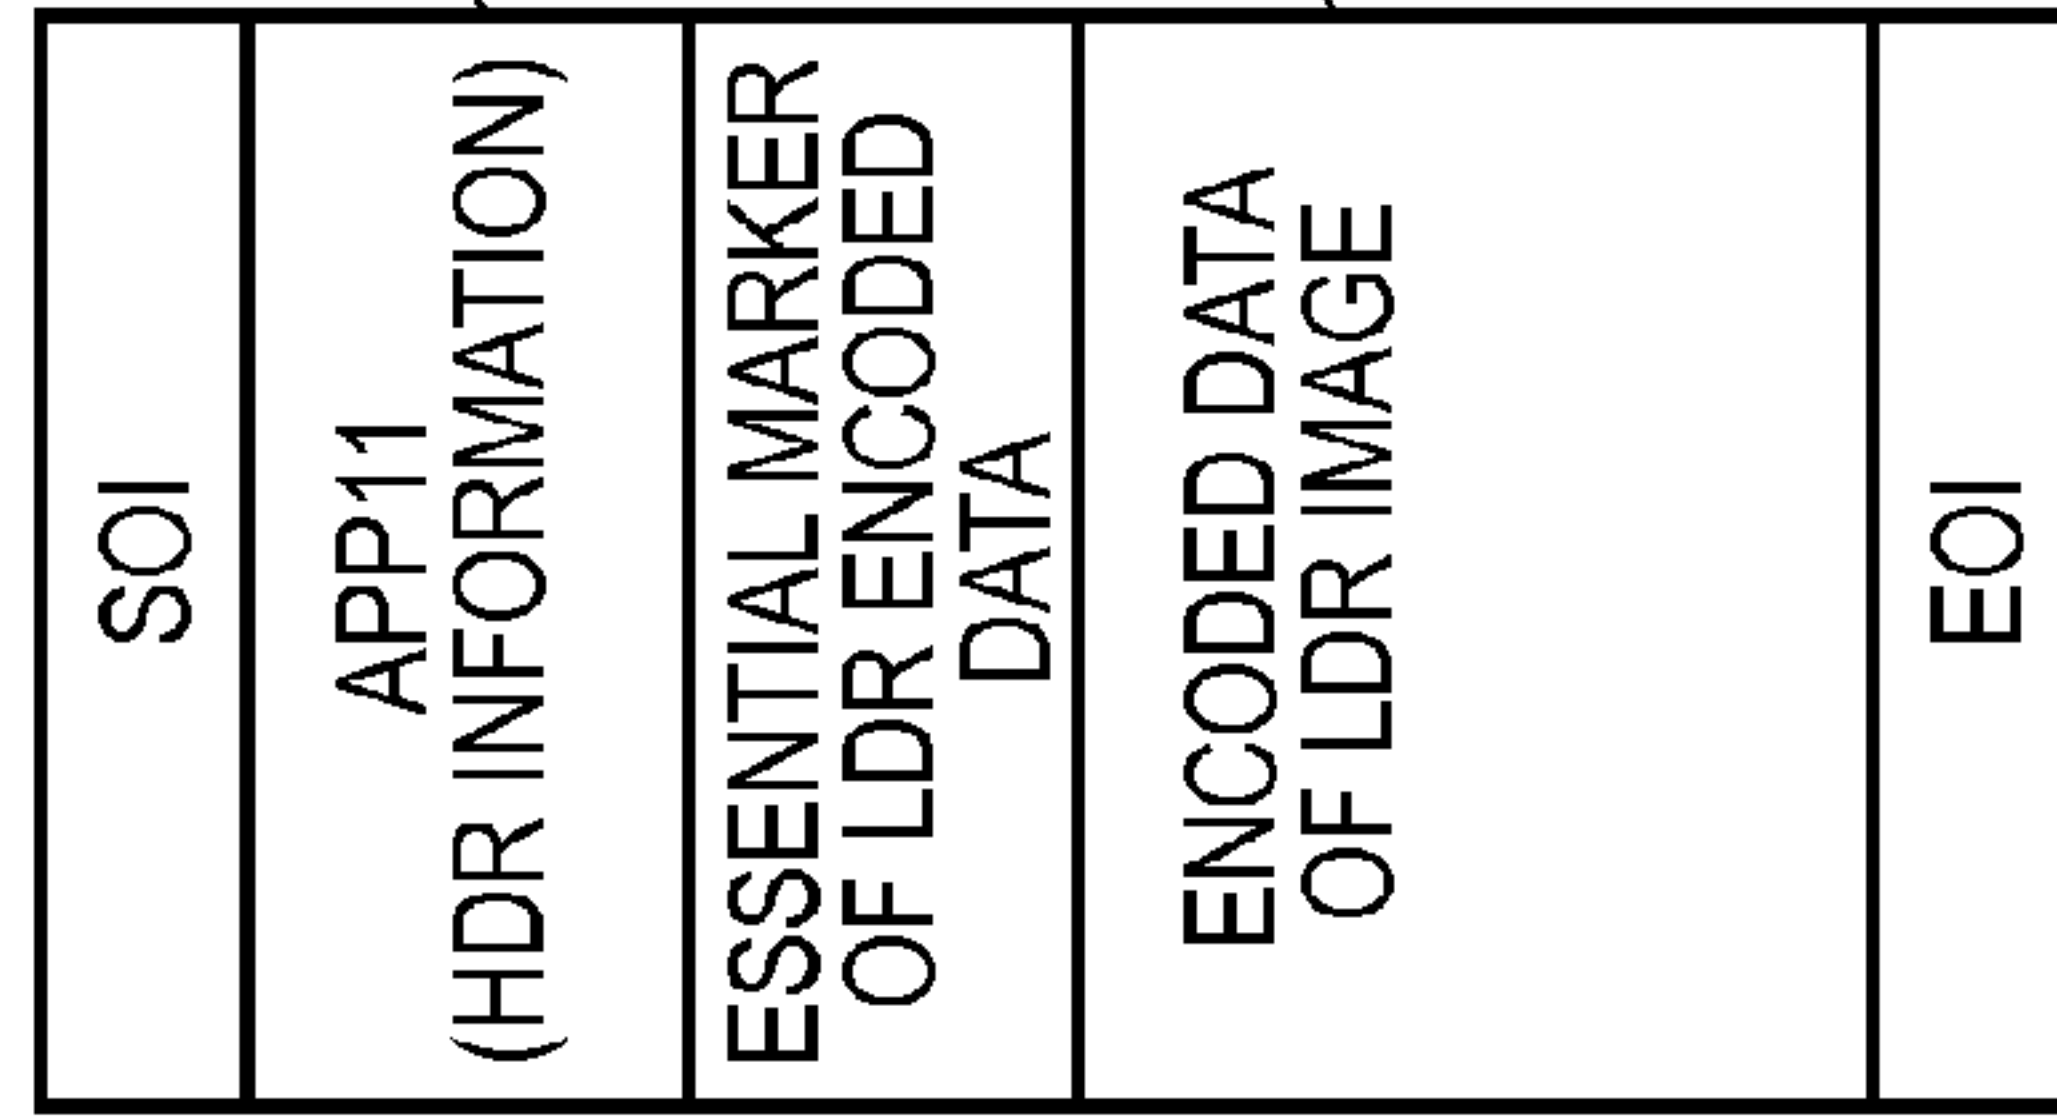 SOI
APP11
(HDR INFORMATION)
ESSENTIAL MARKER
OF LDR ENCODED
DATA
ENCODED DATA
OF LDR IMAGE
EOI